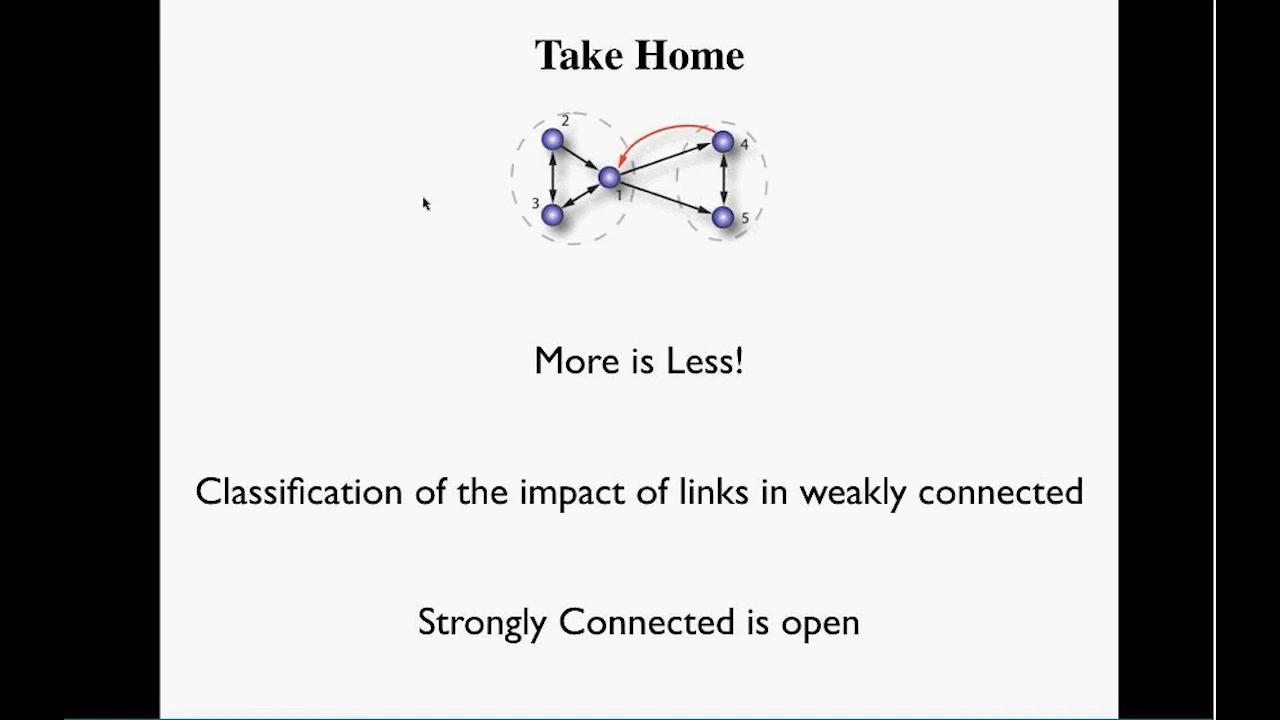 Take Home
2
4
3
1
5
More is Less!
Classification of the impact of links in weakly connected
Strongly Connected is open